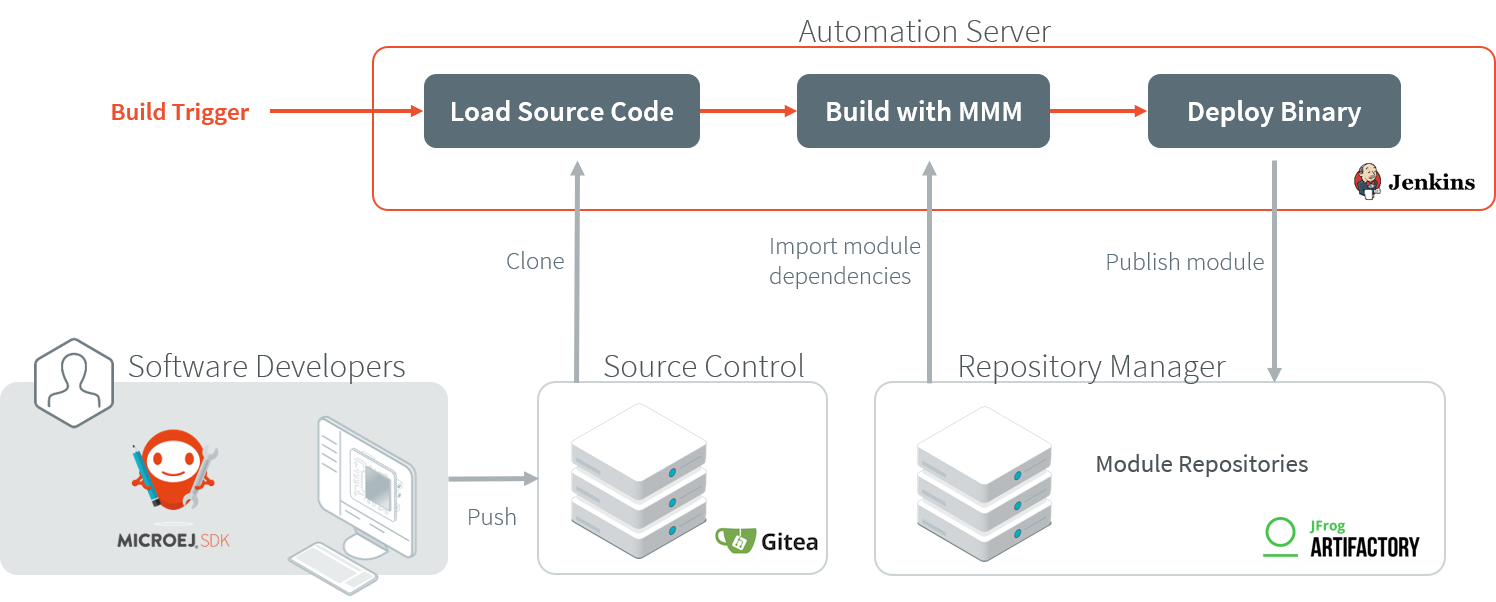 Automation Server
Build Trigger
Load Source Code
Build with MMM
Deploy Binary
Jenkins
Clone
Import module
dependencies
Publish module
Software Developers
Source Control
Repository Manager
MICROEJ SDK
Push
Gitea
Module Repositories
JFrog
ARTIFACTORY